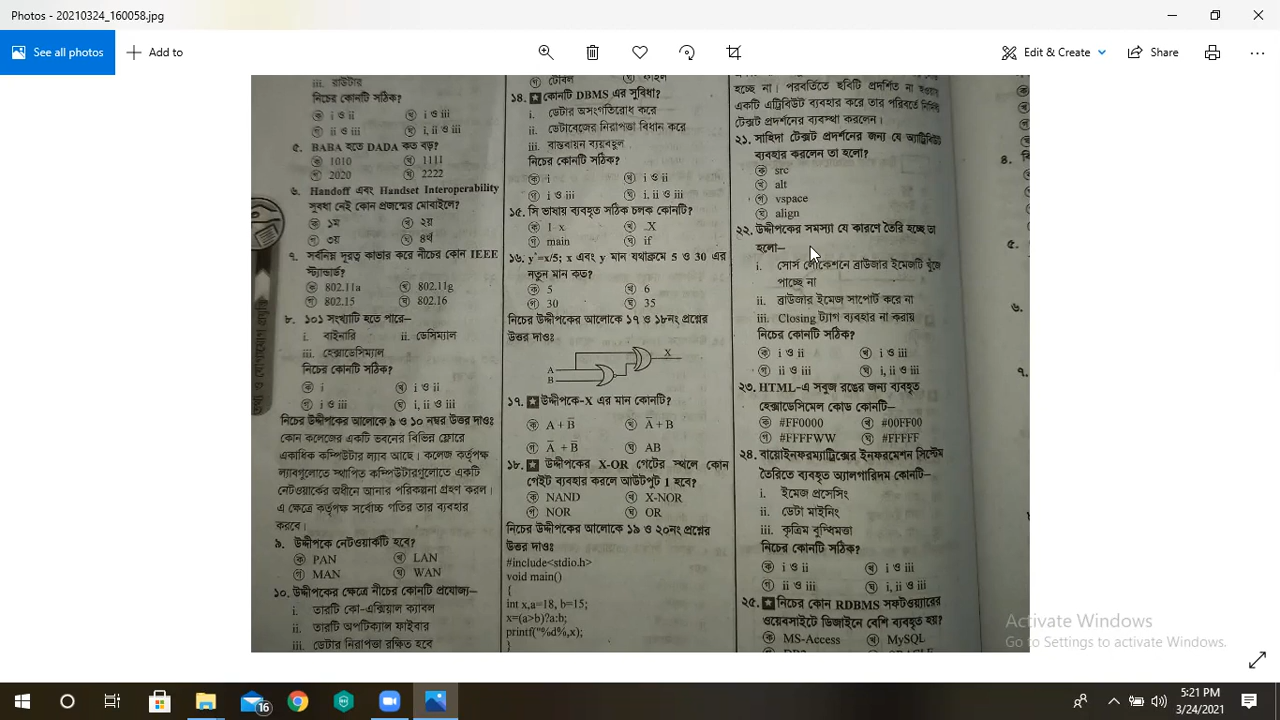 Photos - 20210324_160058.jpg
See all photos
Add to
Edit & Create
Share
iii. রাউটার
নিচের কোনটি সঠিক?
ক i ও ii
খ i ও iii
গ ii ও iii
ঘ i, ii ও iii
৫. BABA হতে DADA কত বড়?
ক 1010
খ 1111
গ 2020
ঘ 2222
৬. Handoff এবং Handset Interoperability
সুবধা নেই কোন প্রজন্মের মোবাইলে?
ক ১ম
খ ২য়
গ ৩য়
ঘ ৪র্থ
৭. সর্বনিম্ন দূরত্ব কাভার করে নীচের কোন IEEE
স্ট্যান্ডার্ড?
ক 802.11a
খ 802.11g
গ 802.15
ঘ 802.16
৮. ১০১ সংখ্যাটি হতে পারে–
i. বাইনারি
ii. ডেসিম্যাল
iii. হেক্সাডেসিম্যাল
নিচের কোনটি সঠিক?
ক i
খ i ও ii
গ i ও iii
ঘ i, ii ও iii
নিচের উদ্দীপকের আলোকে ৯ ও ১০ নম্বর উত্তর দাও:
কোন কলেজের একটি ভবনের বিভিন্ন ফ্লোরে
একাধিক কম্পিউটার ল্যাব আছে। কলেজ কর্তৃপক্ষ
ল্যাবগুলোতে স্থাপিত কম্পিউটারগুলোতে একটি
নেটওয়ার্কের অধীনে আনার পরিকল্পনা গ্রহণ করল।
এ ক্ষেত্রে কর্তৃপক্ষ সর্বোচ্চ গতির তার ব্যবহার
করবে।
৯. উদ্দীপকে নেটওয়ার্কটি হবে?
ক PAN
খ LAN
গ MAN
ঘ WAN
১০. উদ্দীপকের ক্ষেত্রে নীচের কোনটি প্রযোজ্য–
i. তারটি কো-এক্সিয়াল ক্যাবল
ii. তারটি অপটিক্যাল ফাইবার
iii. ডেটার নিরাপত্তা রক্ষিত হবে
গ টেবিল
ঘ ফাইল
১৪. কোনটি DBMS এর সুবিধা?
i. ডেটার অসংগতিরোধ করে
ii. ডেটাবেজের নিরাপত্তা বিধান করে
iii. বাস্তবায়ন ব্যয়বহুল
নিচের কোনটি সঠিক?
ক i
খ i ও ii
গ i ও iii
ঘ i, ii ও iii
১৫. সি ভাষায় ব্যবহৃত সঠিক চলক কোনটি?
ক 1 x
খ _X
গ main
ঘ if
১৬. y`=x/5; x এবং y মান যথাক্রমে 5 ও 30 এর
নতুন মান কত?
ক 5
খ 6
গ 30
ঘ 35
নিচের উদ্দীপকের আলোকে ১৭ ও ১৮নং প্রশ্নের
উত্তর দাও:
A
B
X
১৭. উদ্দীপকে-X এর মান কোনটি?
ক A + B̅
খ A̅ + B
গ A̅ + B̅
ঘ AB
১৮. উদ্দীপকের X-OR গেটের স্থলে কোন
গেইট ব্যবহার করলে আউটপুট 1 হবে?
ক NAND
খ X-NOR
গ NOR
ঘ OR
নিচের উদ্দীপকের আলোকে ১৯ ও ২০নং প্রশ্নের
উত্তর দাও:
#include<stdio.h>
void main()
{
int x,a=18, b=15;
x=(a>b)?a:b;
printf("%d%,x);
}
হচ্ছে না। পরবর্তিতে ছবিটি প্রদর্শিত না হওয়ায়
একটি এট্রিবিউট ব্যবহার করে তার পরিবর্তে নির্দিষ্ট
টেক্সট প্রদর্শনের ব্যবস্থা করলেন।
২১. সাহিদা টেক্সট প্রদর্শনের জন্য যে অ্যাট্রিবিউট
ব্যবহার করলেন তা হলো?
ক src
খ alt
গ vspace
ঘ align
২২. উদ্দীপকের সমস্যা যে কারণে তৈরি হচ্ছে তা
হলো–
i. সোর্স লোকেশনে ব্রাউজার ইমেজটি খুঁজে
পাচ্ছে না
ii. ব্রাউজার ইমেজ সাপোর্ট করে না
iii. Closing ট্যাগ ব্যবহার না করায়
নিচের কোনটি সঠিক?
ক i ও ii
খ i ও iii
গ ii ও iii
ঘ i, ii ও iii
২৩. HTML-এ সবুজ রঙের জন্য ব্যবহৃত
হেক্সাডেসিমেল কোড কোনটি–
ক #FF0000
খ #00FF00
গ #FFFFWW
ঘ #FFFFF
২৪. বায়োইনফরম্যাট্রিক্সের ইনফরমেশন সিস্টেম
তৈরিতে ব্যবহৃত অ্যালগারিদম কোনটি–
i. ইমেজ প্রসেসিং
ii. ডেটা মাইনিং
iii. কৃত্রিম বুদ্ধিমত্তা
নিচের কোনটি সঠিক?
ক i ও ii
খ i ও iii
গ ii ও iii
ঘ i, ii ও iii
২৫. নিচের কোন RDBMS সফটওয়্যারের
ওয়েবসাইটে ডিজাইনে বেশি ব্যবহৃত হয়?
ক MS-Access
খ MySQL
৪.
৫.
৬.
৭.
Activate Windows
Go to Settings to activate Windows.
16
5:21 PM
3/24/2021